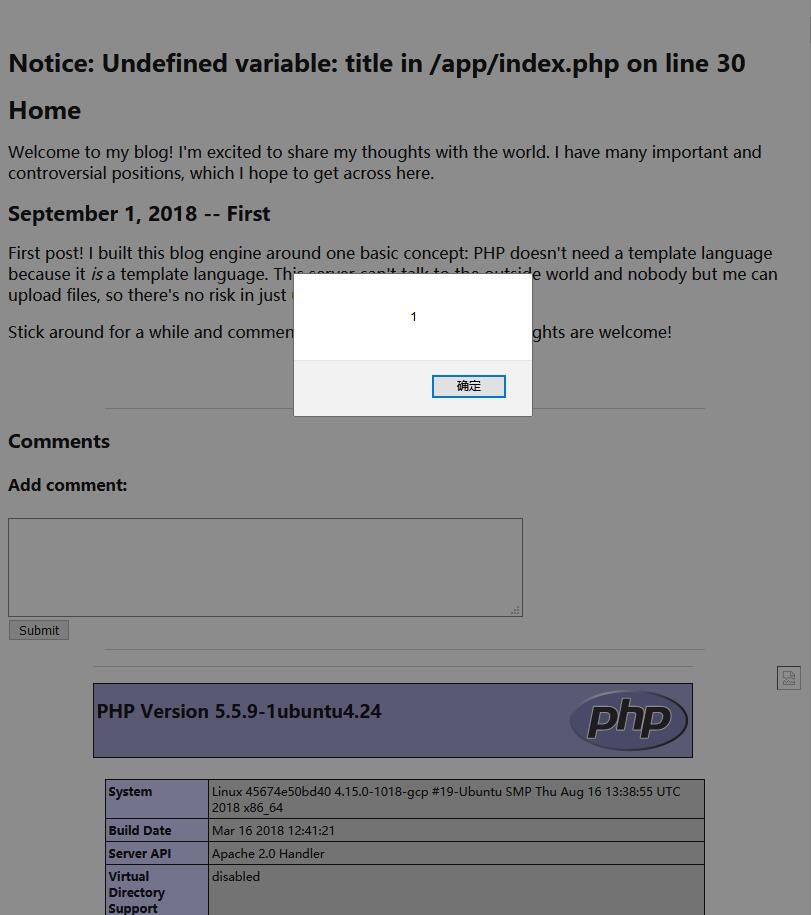 Notice: Undefined variable: title in /app/index.php on line 30
Home
Welcome to my blog! I'm excited to share my thoughts with the world. I have many important and
controversial positions, which I hope to get across here.
September 1, 2018 -- First
First post! I built this blog engine around one basic concept: PHP doesn't need a template language
because it is a template language. This server can't talk to the outside world and nobody but me can
upload files, so there's no risk in just
Stick around for a while and commen
ghts are welcome!
1
确定
Comments
Add comment:
Submit
PHP Version 5.5.9-1ubuntu4.24
php
System
Linux 45674e50bd40 4.15.0-1018-gcp #19-Ubuntu SMP Thu Aug 16 13:38:55 UTC
2018 x86_64
Build Date
Mar 16 2018 12:41:21
Server API
Apache 2.0 Handler
Virtual
Directory
Support
disabled